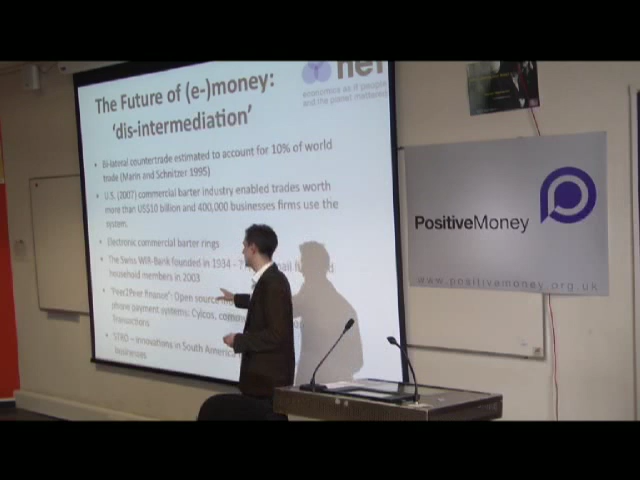 The Future of (e-)money:
'dis-intermediation'
nef
economics as if people
and the planet mattered
• Bi-lateral countertrade estimated to account for 10% of world
trade (Marin and Schnitzer 1995)
• U.S. (2007) commercial barter industry enabled trades worth
more than US$10 billion and 400,000 businesses firms use the
system.
• Electronic commercial barter rings
• The Swiss WIR-Bank founded in 1934 - 7
household members in 2003
• 'Peer2Peer finance': Open source
phone payment systems: Cylcos,
Transactions
• 'STRO – innovations in South America
businesses
PositiveMoney
www.positivemoney.org.uk